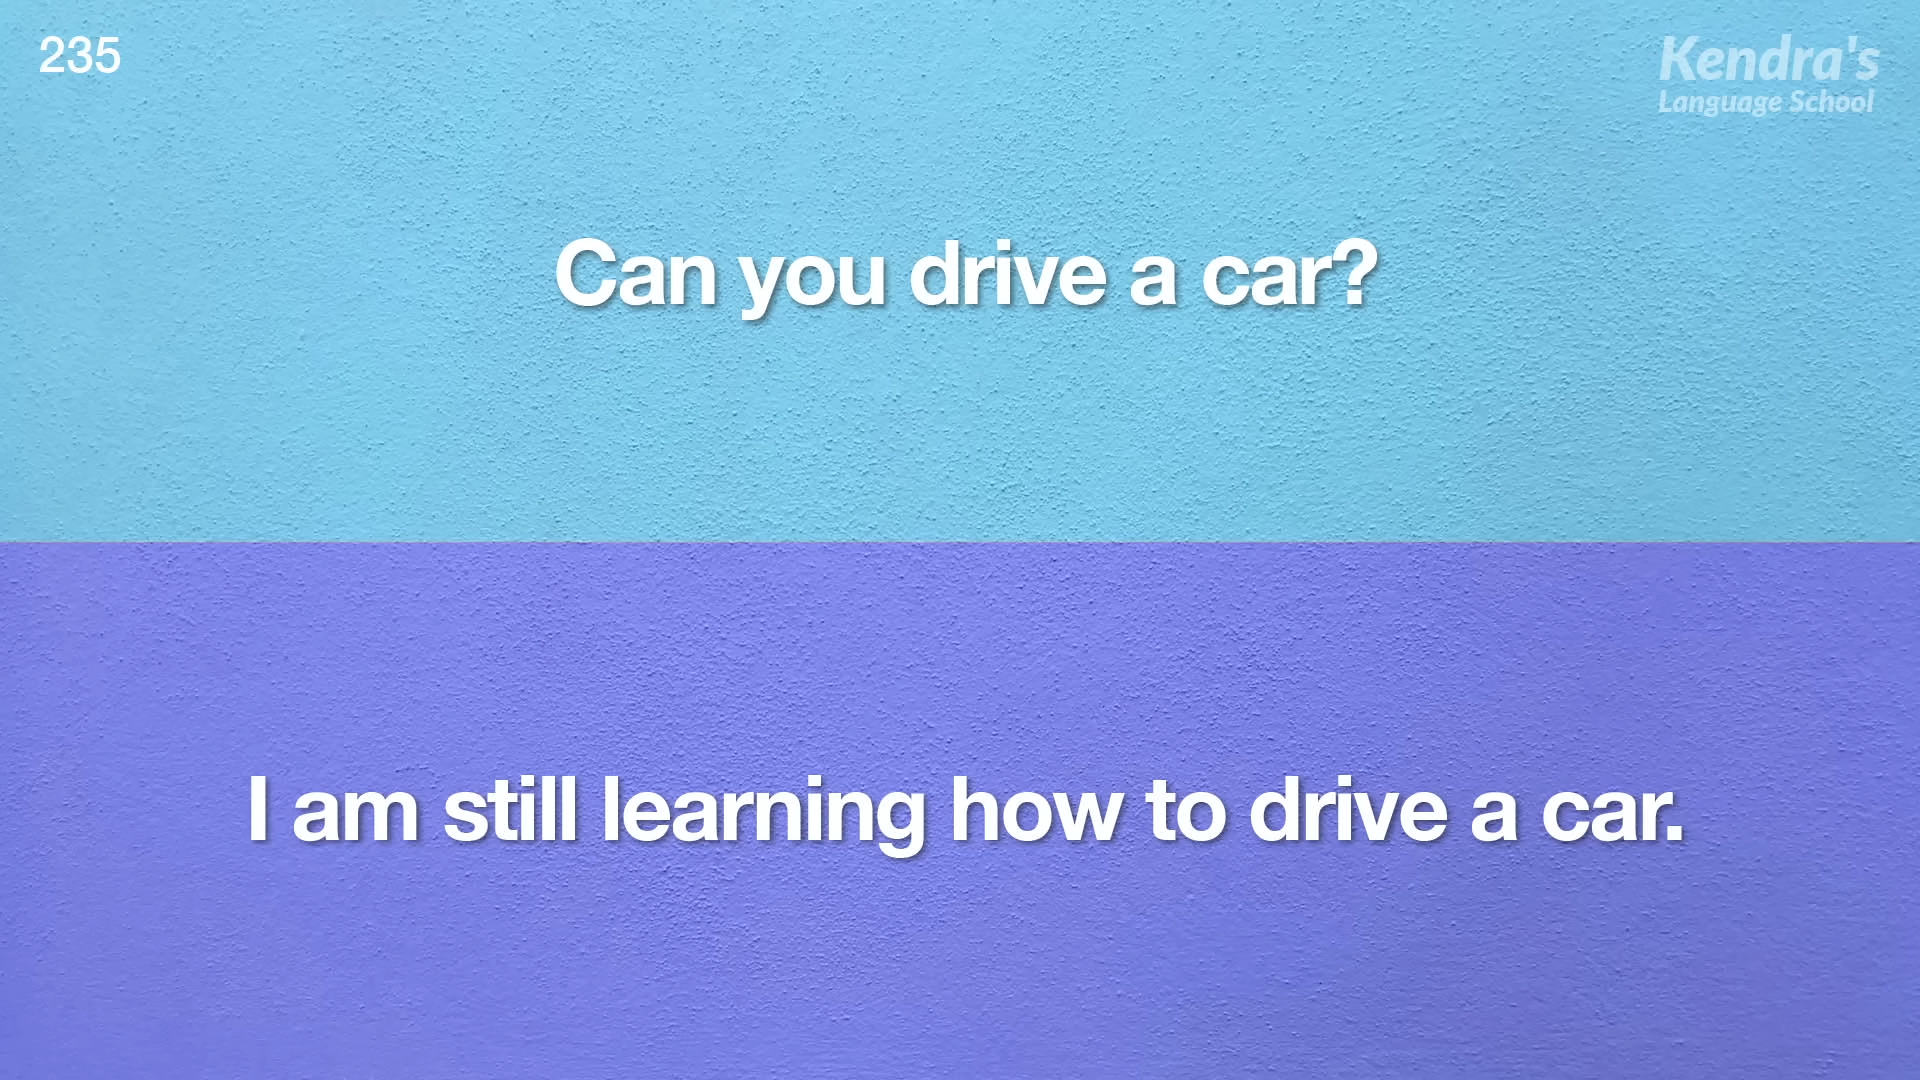 235
Kendra's
Language School
Can you drive a car?
I am still learning how to drive a car.